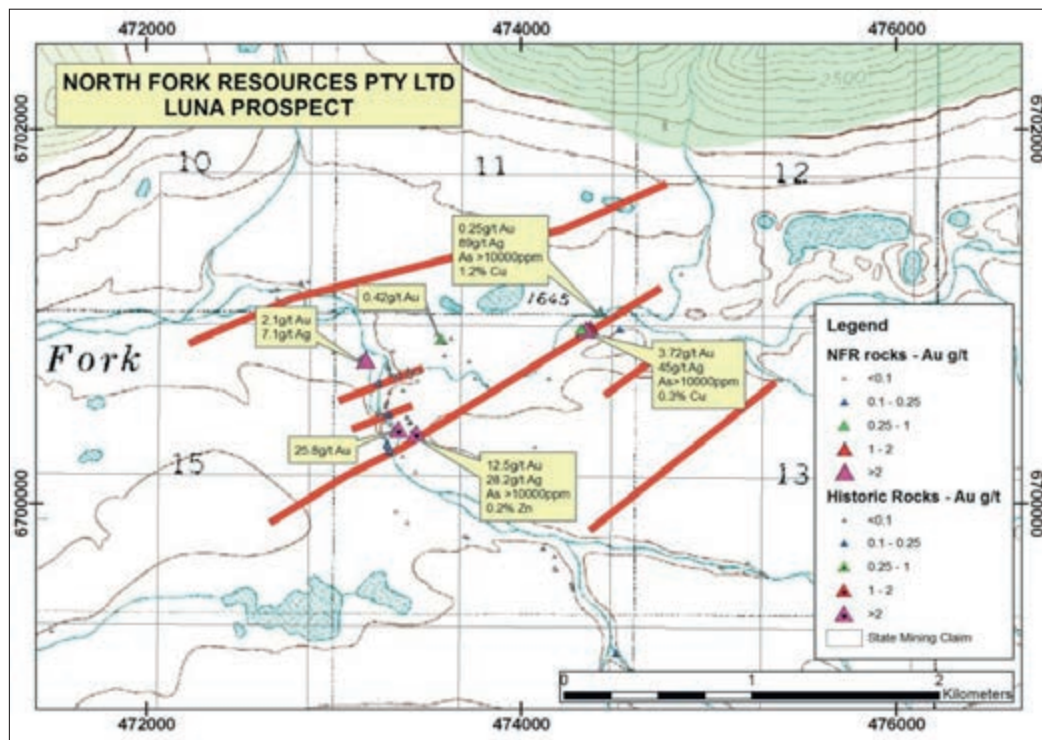 472000
474000
476000
NORTH FORK RESOURCES PTY LTD
LUNA PROSPECT
2500
6702000
6702000
10
11
12
0.25g/t Au
89g/t Ag
As >10000ppm
1.2% Cu
0.42g/t Au
1645
2.1g/t Au
7.1g/t Ag
Fork
3.72g/t Au
45g/t Ag
As>10000ppm
0.3% Cu
25.8g/t Au
15
12.5g/t Au
28.2g/t Ag
As >10000ppm
0.2% Zn
13
6700000
6700000
Legend
NFR rocks - Au g/t
<0.1
0.1 - 0.25
0.25 - 1
1 - 2
>2
Historic Rocks - Au g/t
<0.1
0.1 - 0.25
0.25 - 1
1 - 2
>2
State Mining Claim
0
1
2
Kilometers
472000
474000
476000